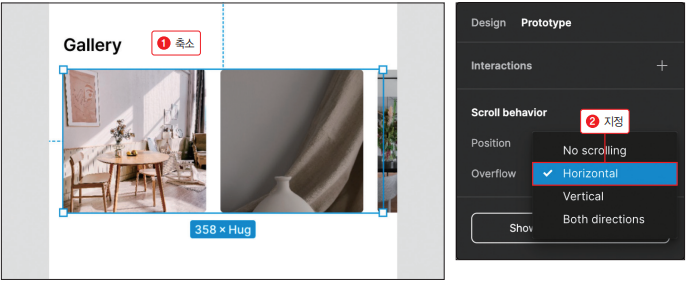 Gallery
1 축소
358 × Hug
Design Prototype
Interactions
Scroll behavior
2 지정
Position
No scrolling
Overflow
Horizontal
Vertical
Both directions
Show